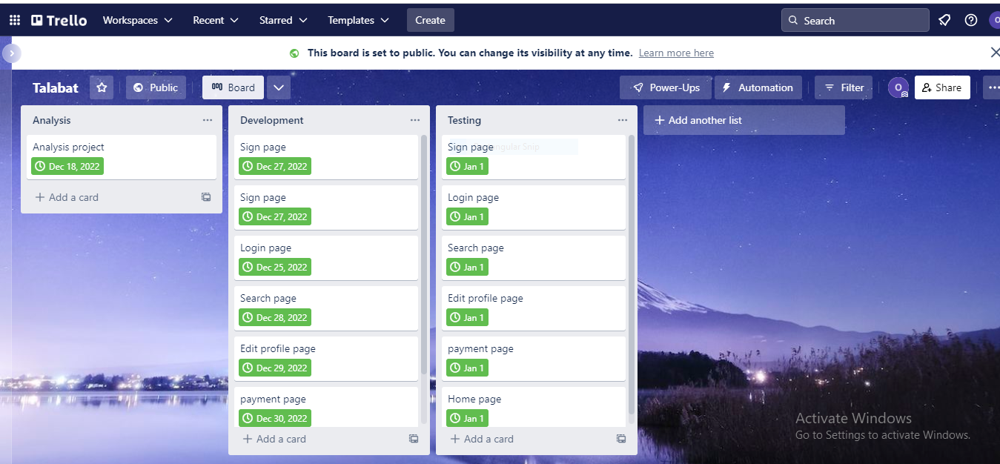 Trello Workspaces Recent Starred Templates Create Search
This board is set to public. You can change its visibility at any time. Learn more here
Talabat Public Board Power-Ups Automation Filter O Share
Analysis
Analysis project
Dec 18, 2022
+ Add a card
Development
Sign page
Dec 27, 2022
Sign page
Dec 27, 2022
Login page
Dec 25, 2022
Search page
Dec 28, 2022
Edit profile page
Dec 29, 2022
payment page
Dec 30, 2022
+ Add a card
Testing
Sign page
Jan 1
Login page
Jan 1
Search page
Jan 1
Edit profile page
Jan 1
payment page
Jan 1
Home page
Jan 1
+ Add a card
+ Add another list
Activate Windows
Go to Settings to activate Windows.